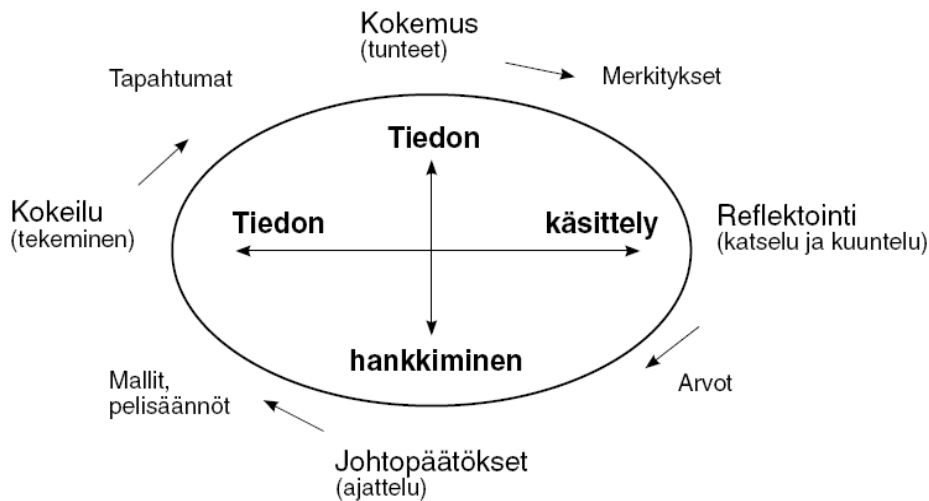 Kokemus
(tunteet)
Tapahtumat
Merkitykset
Tiedon
Kokeilu
(tekeminen)
Tiedon
käsittely
Reflektointi
(katselu ja kuuntelu)
hankkiminen
Mallit,
pelisäännöt
Arvot
Johtopäätökset
(ajattelu)